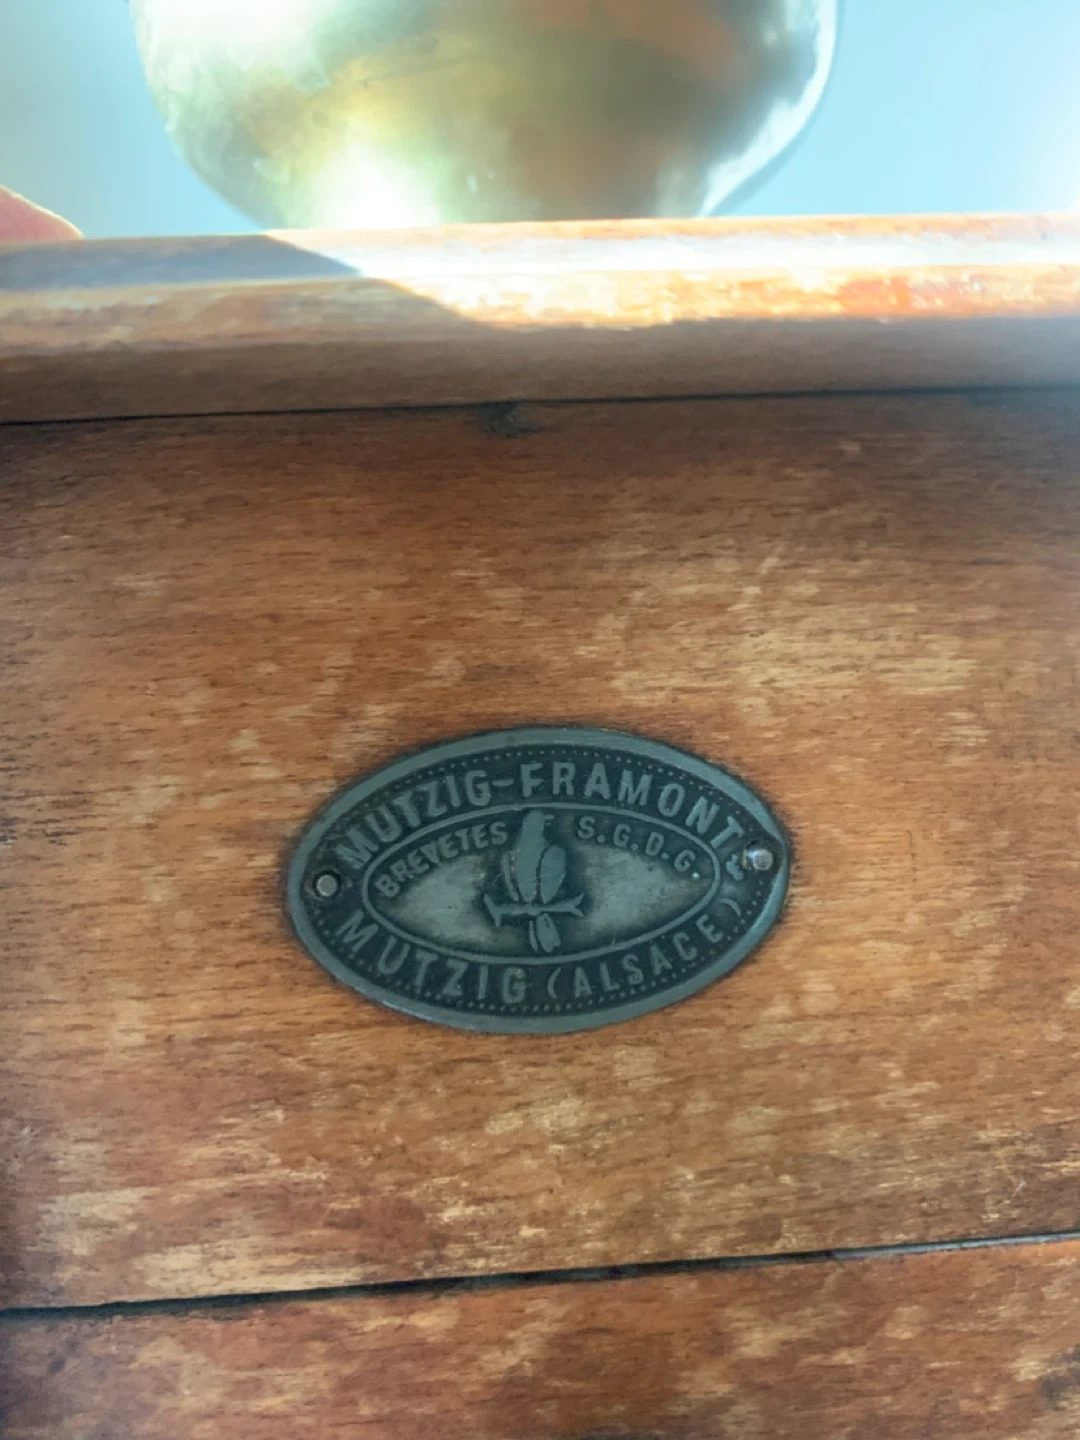 MUTZIG-FRAMONT
BREVETES S.G.D.G.
MUTZIG (ALSACE)